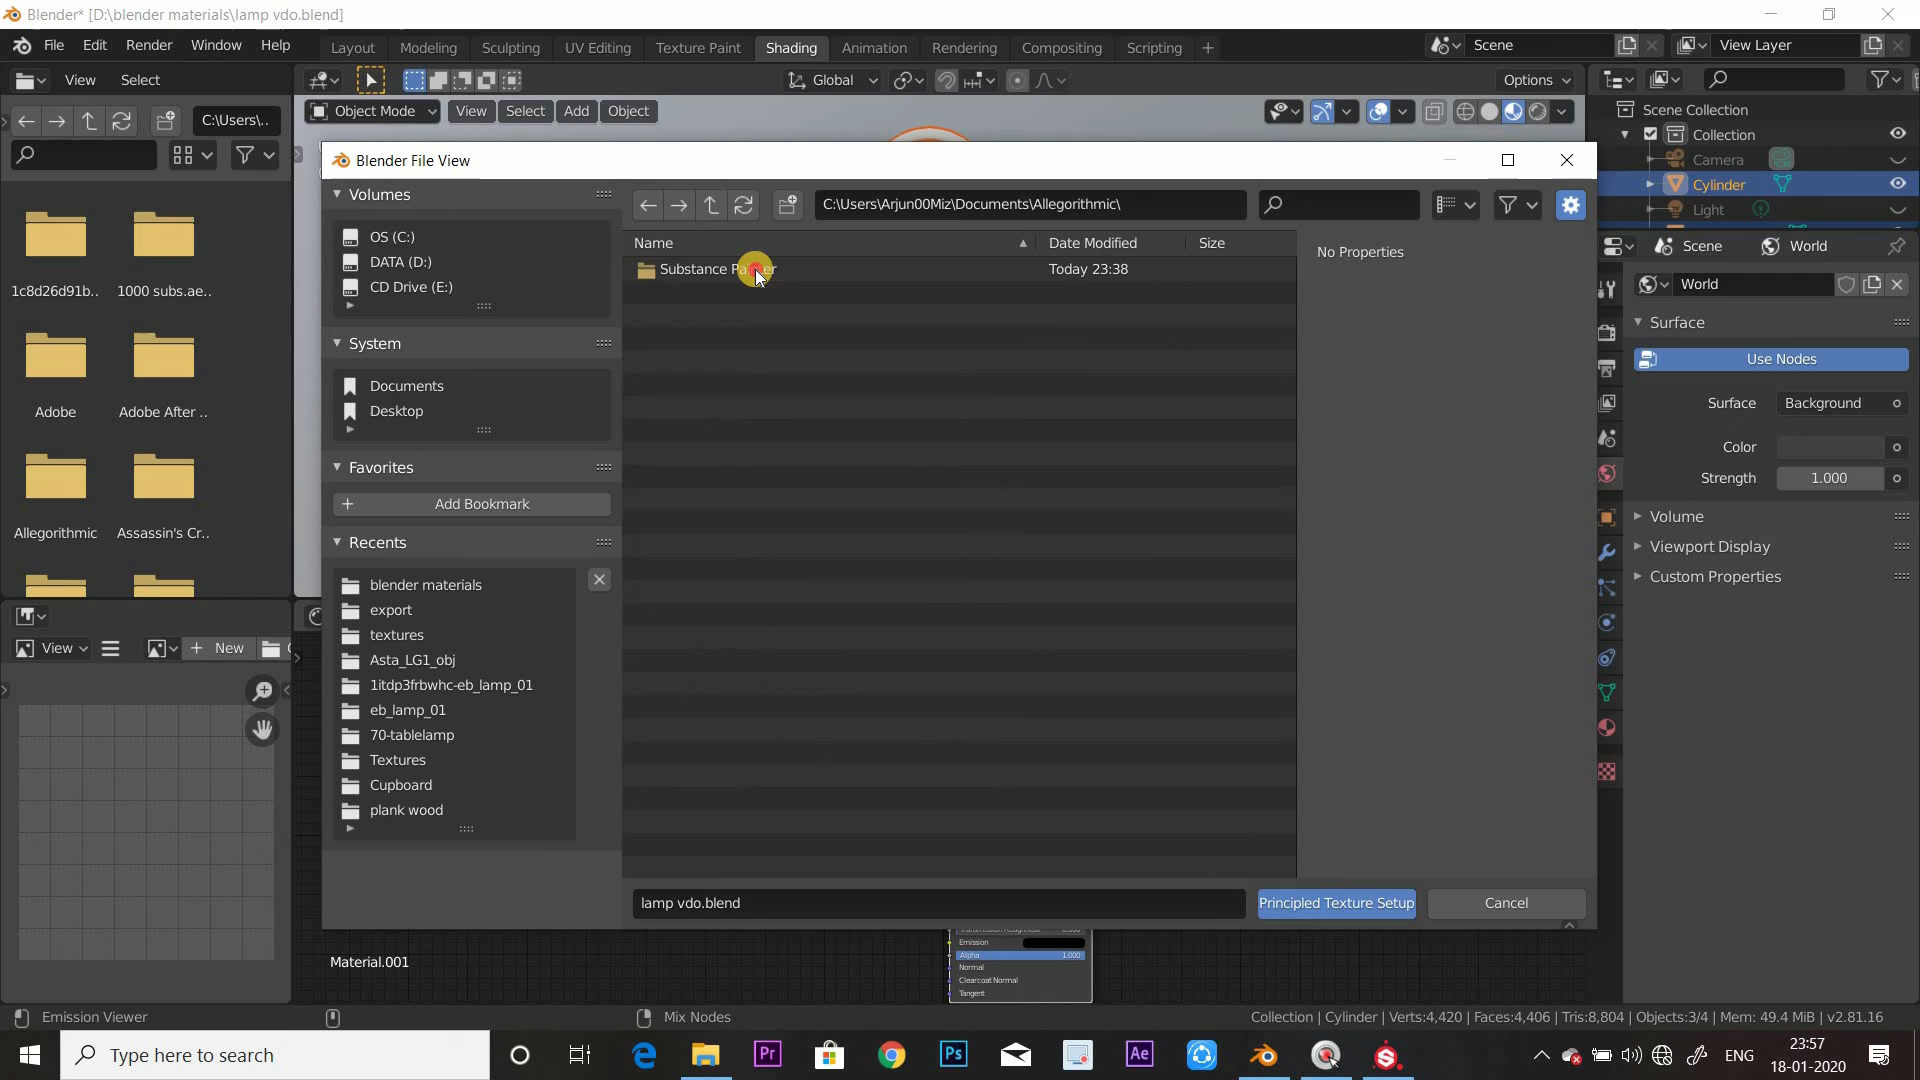 Blender* [D:\blender materials\lamp vdo.blend]
File Edit Render Window Help
Layout Modeling Sculpting UV Editing Texture Paint Shading Animation Rendering Compositing Scripting +
Scene
View Layer
View Select
Global
Options
Object Mode View Select Add Object
C:\Users\..
Scene Collection
Collection
Camera
Cylinder
Light
Blender File View
Volumes
OS (C:)
DATA (D:)
CD Drive (E:)
System
Documents
Desktop
Favorites
Add Bookmark
Recents
blender materials
export
textures
Asta_LG1_obj
1itdp3frbwhc-eb_lamp_01
eb_lamp_01
70-tablelamp
Textures
Cupboard
plank wood
C:\Users\Arjun00Miz\Documents\Allegorithmic\
Name Date Modified Size
Substance Today 23:38
No Properties
lamp vdo.blend
Principled Texture Setup
Cancel
1c8d26d91b.. 1000 subs.ae..
Adobe Adobe After ..
Allegorithmic Assassin's Cr..
View New
Scene World
World
Surface
Use Nodes
Surface Background
Color
Strength 1.000
Volume
Viewport Display
Custom Properties
Emission
Alpha 1.000
Normal
Clearcoat Normal
Tangent
Material.001
Emission Viewer
Mix Nodes
Collection | Cylinder | Verts:4,420 | Faces:4,406 | Tris:8,804 | Objects:3/4 | Mem: 49.4 MiB | v2.81.16
Type here to search
Pr
Ps
Ae
ENG
23:57
18-01-2020